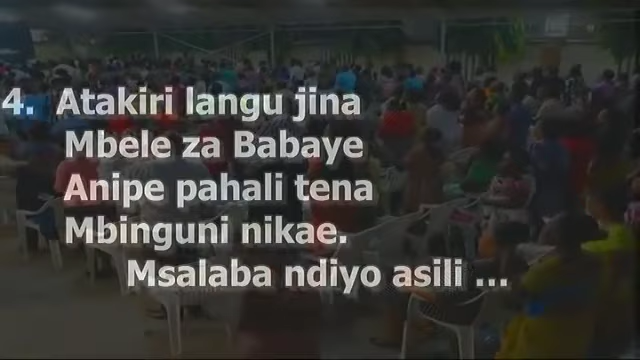 4. Atakiri langu jina
Mbele za Babaye
Anipe pahali tena
Mbinguni nikae.
Msalaba ndiyo asili ...